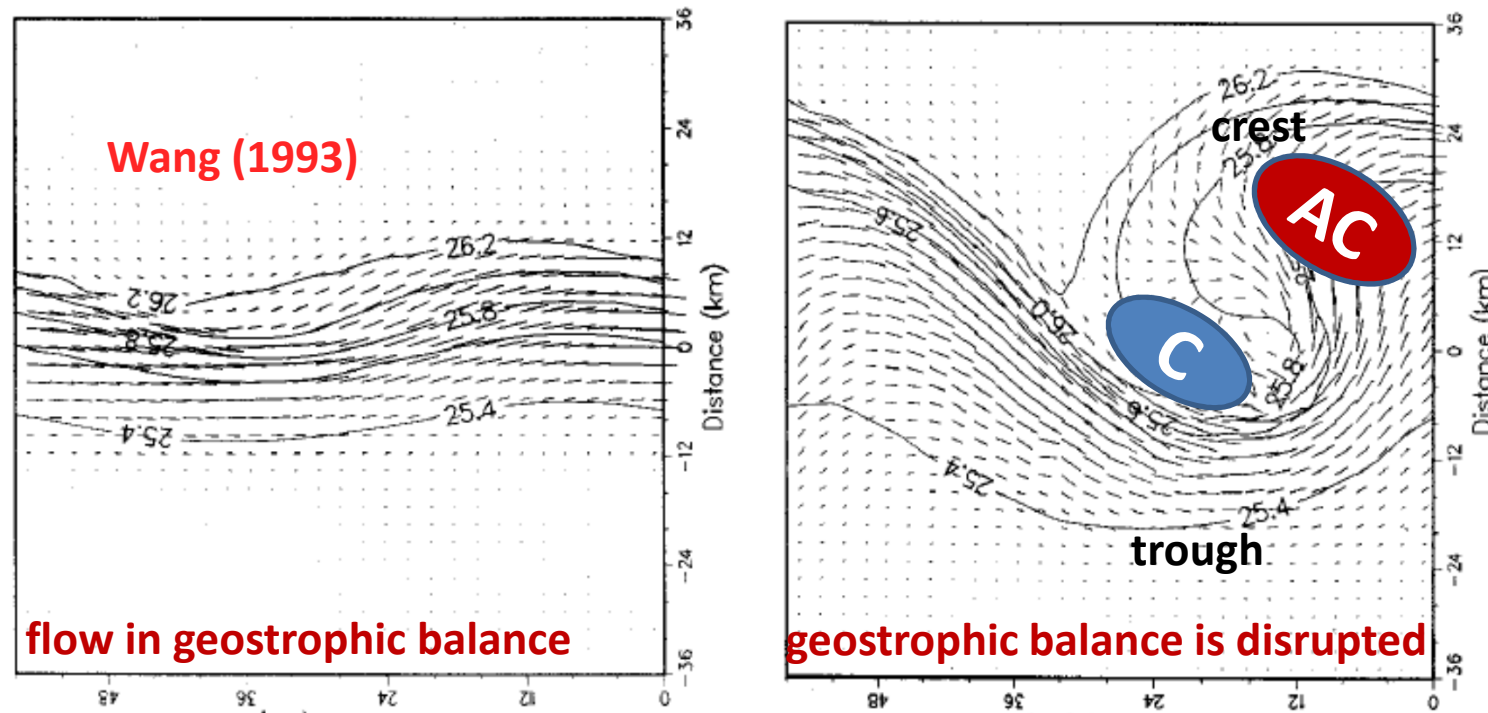 36
24
Wang (1993)
12
26.2
26.2
25.8
25.8
0
Distance (km)
25.4
25.4
-12
-24
flow in geostrophic balance
-36
48 36 24 12 0
36
26.2
crest
24
25.8
AC
25.6
12
26.0
C
0
Distance (km)
25.8
25.6
-12
25.4
25.4
trough
-24
geostrophic balance is disrupted
-36
48 36 24 12 0